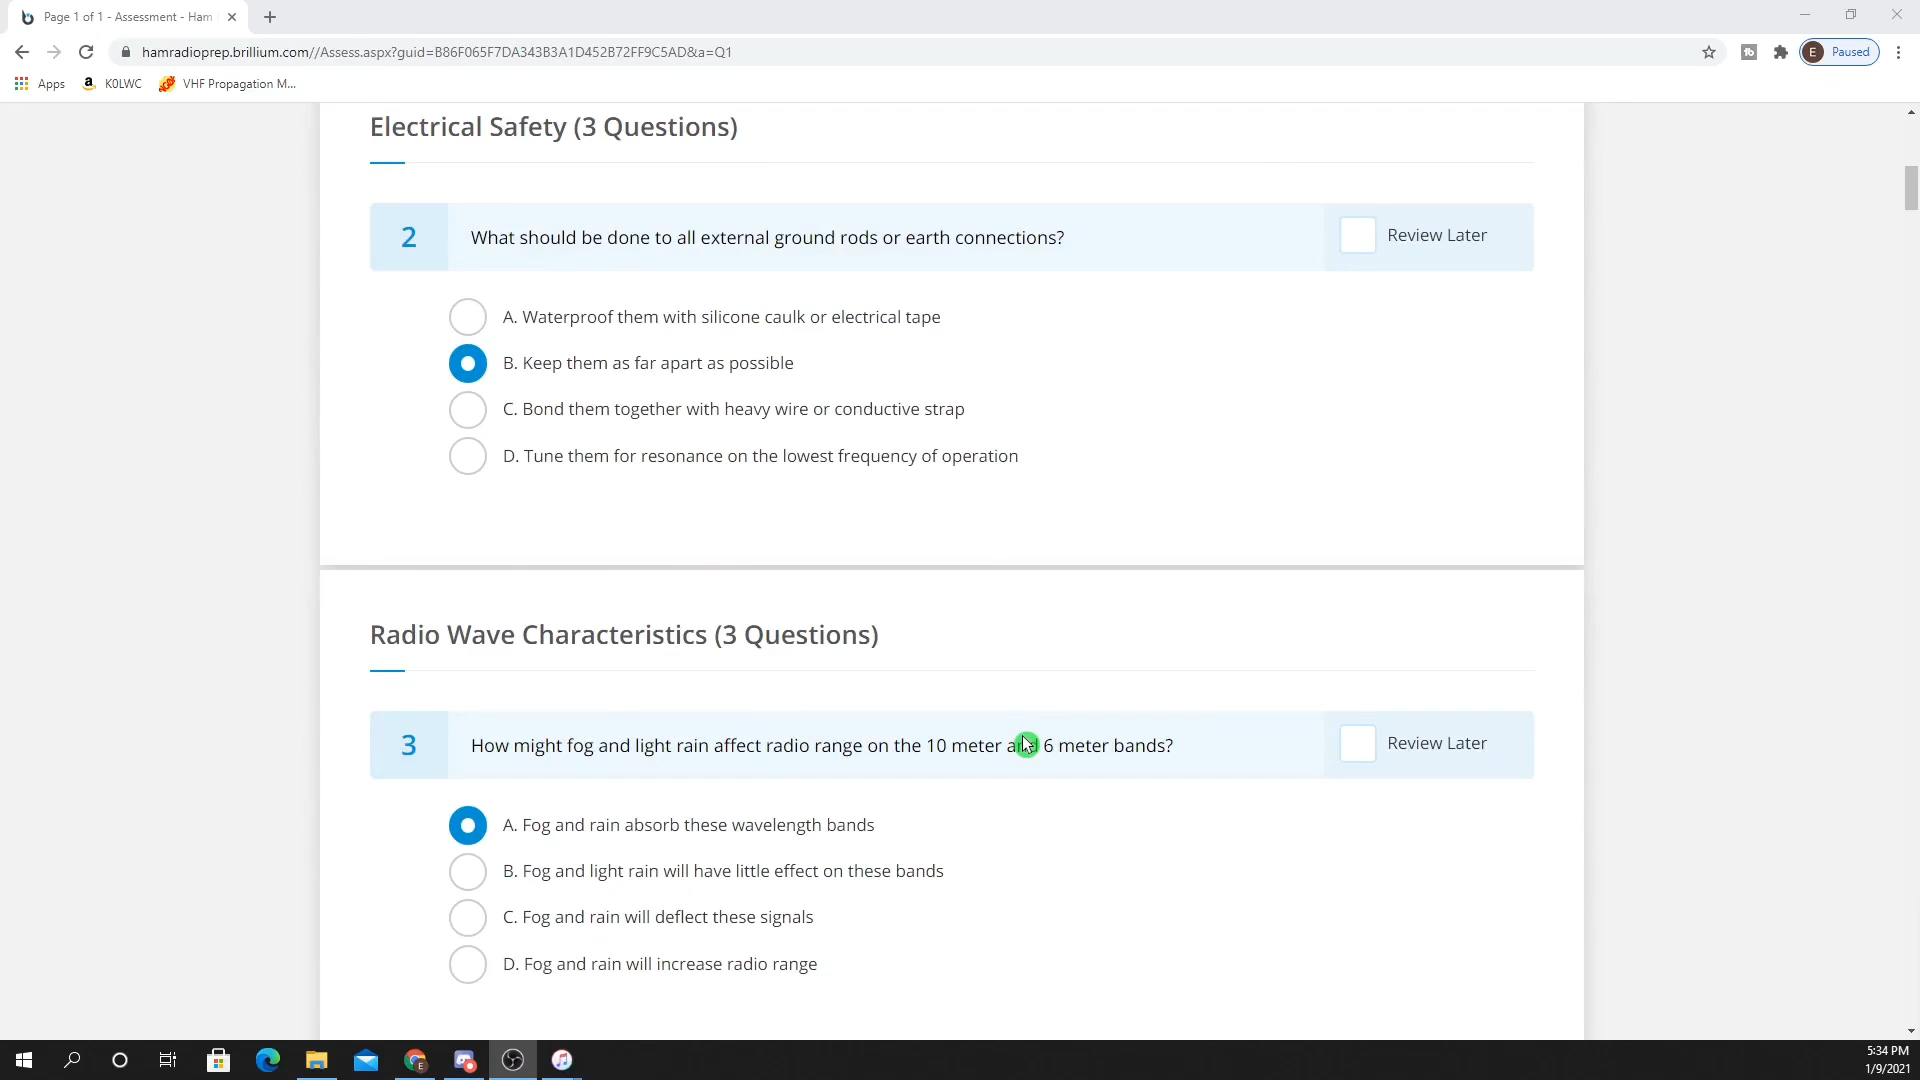 Page 1 of 1 - Assessment - Ham
hamradioprep.brillium.com//Assess.aspx?guid=B86F065F7DA343B3A1D452B72FF9C5AD&a=Q1
E Paused
Apps
a K0LWC
VHF Propagation M...
Electrical Safety (3 Questions)
2 What should be done to all external ground rods or earth connections? Review Later
A. Waterproof them with silicone caulk or electrical tape
B. Keep them as far apart as possible
C. Bond them together with heavy wire or conductive strap
D. Tune them for resonance on the lowest frequency of operation
Radio Wave Characteristics (3 Questions)
3 How might fog and light rain affect radio range on the 10 meter and 6 meter bands? Review Later
A. Fog and rain absorb these wavelength bands
B. Fog and light rain will have little effect on these bands
C. Fog and rain will deflect these signals
D. Fog and rain will increase radio range
5:34 PM
1/9/2021